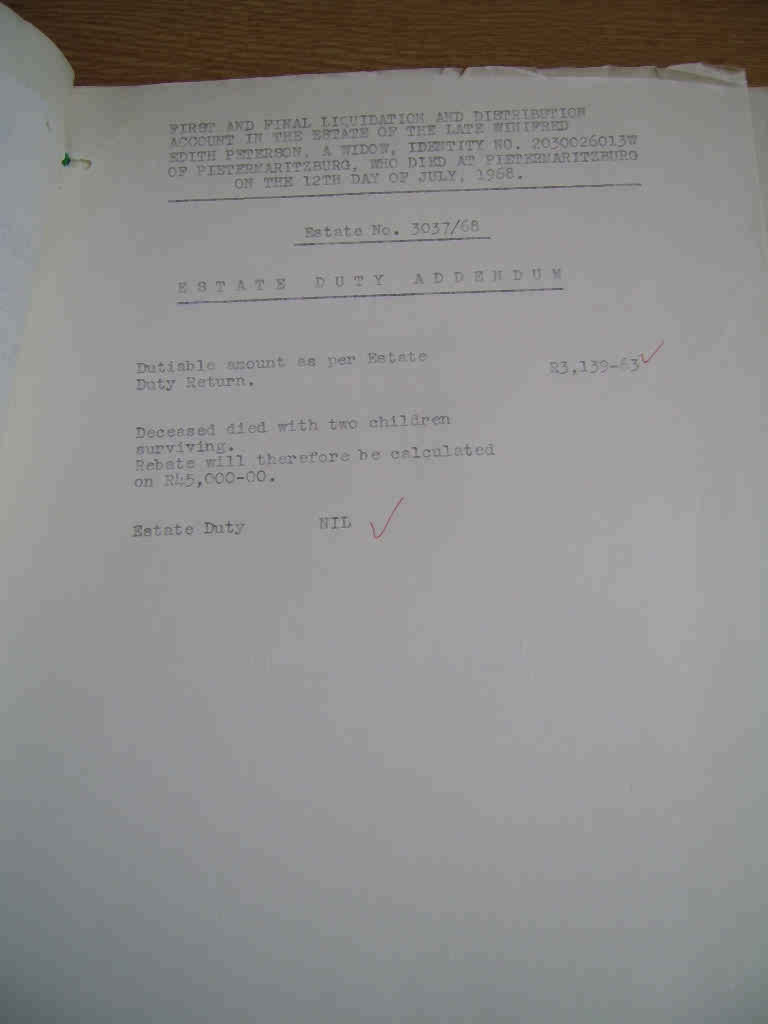 FIRST AND FINAL LIQUIDATION AND DISTRIBUTION
ACCOUNT IN THE ESTATE OF THE LATE WINIFRED
EDITH PETERSON, A WIDOW, IDENTITY NO. 2030026013W
OF PIETERMARITZBURG, WHO DIED AT PIETERMARITZBURG
ON THE 12TH DAY OF JULY, 1968.
Estate No. 3037/68
ESTATE DUTY ADDENDUM
Dutiable amount as per Estate
Duty Return. R3,139-63
Deceased died with two children
surviving.
Rebate will therefore be calculated
on R45,000-00.
Estate Duty NIL